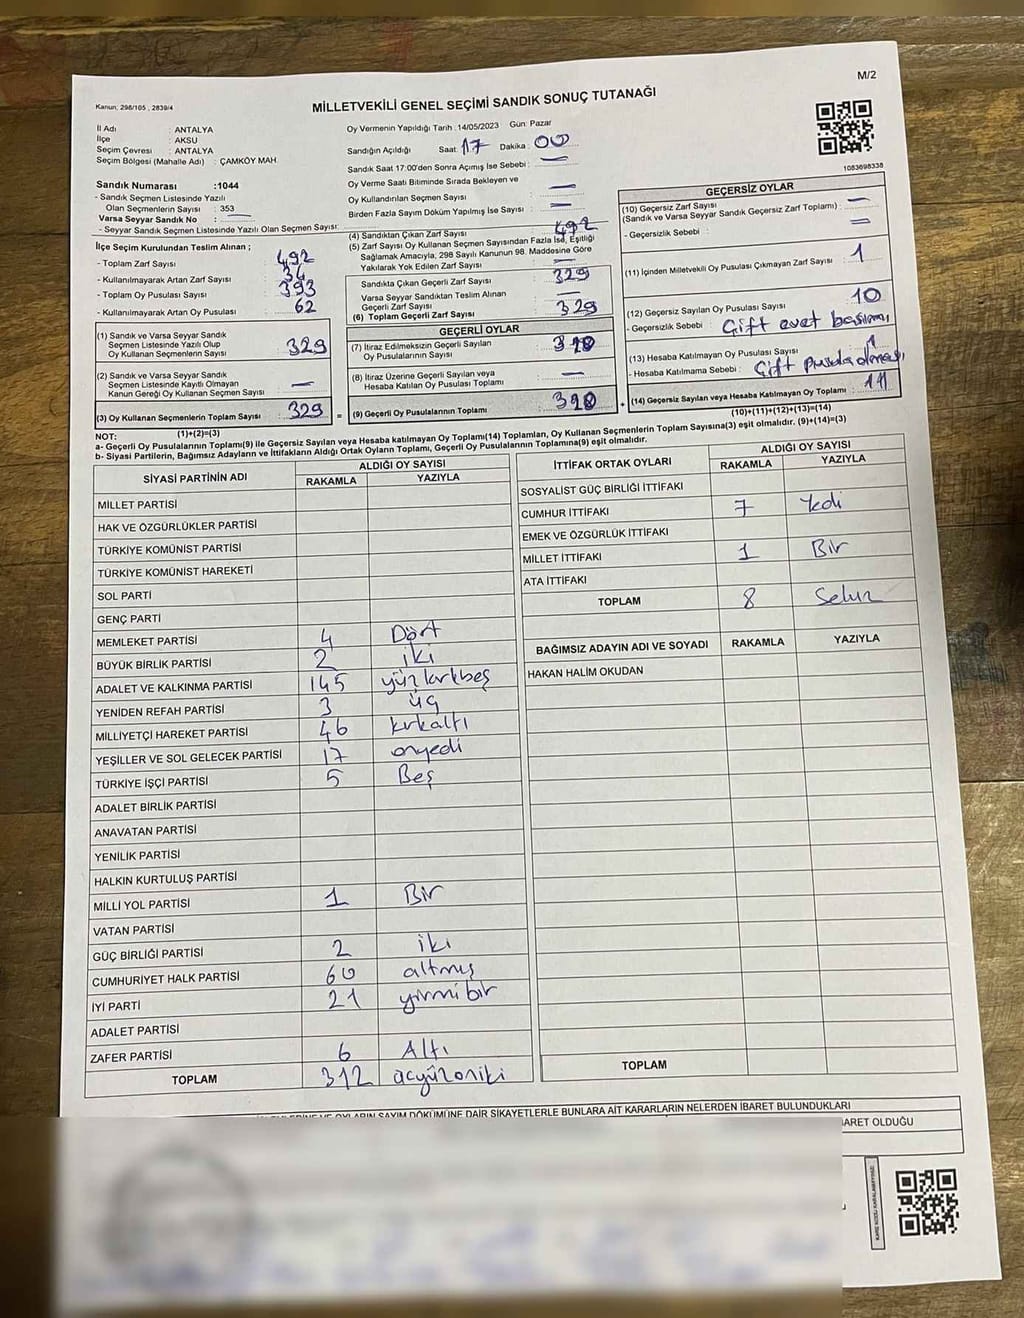 M/2
Kanun: 298/105 , 2839/4
MİLLETVEKİLİ GENEL SEÇİMİ SANDIK SONUÇ TUTANAĞI
İl Adı : ANTALYA
İlçe : AKSU
Seçim Çevresi : ANTALYA
Seçim Bölgesi (Mahalle Adı) : ÇAMKÖY MAH.
Sandık Numarası :1044
- Sandık Seçmen Listesinde Yazılı
Olan Seçmenlerin Sayısı : 353
Varsa Seyyar Sandık No :
- Seyyar Sandık Seçmen Listesinde Yazılı Olan Seçmen Sayısı:
İlçe Seçim Kurulundan Teslim Alınan ;
- Toplam Zarf Sayısı : 492
- Kullanılmayarak Artan Zarf Sayısı : 34
- Toplam Oy Pusulası Sayısı : 393
- Kullanılmayarak Artan Oy Pusulası : 62
(1) Sandık ve Varsa Seyyar Sandık
Seçmen Listesinde Yazılı Olup
Oy Kullanan Seçmenlerin Sayısı : 329
(2) Sandık ve Varsa Seyyar Sandık
Seçmen Listesinde Kayıtlı Olmayan
Kanun Gereği Oy Kullanan Seçmen Sayısı : —
(3) Oy Kullanan Seçmenlerin Toplam Sayısı : 329 =
(1)+(2)=(3)
Oy Vermenin Yapıldığı Tarih :14/05/2023 Gün: Pazar
Sandığın Açıldığı Saat: 17 Dakika : 00
Sandık Saat 17:00'den Sonra Açımış İse Sebebi : —
Oy Verme Saati Bitiminde Sırada Bekleyen ve
Oy Kullandırılan Seçmen Sayısı : —
Birden Fazla Sayım Döküm Yapılmış İse Sayısı : —
(4) Sandıktan Çıkan Zarf Sayısı : 492
(5) Zarf Sayısı Oy Kullanan Seçmen Sayısından Fazla İse, Eşitliği
Sağlamak Amacıyla, 298 Sayılı Kanunun 98. Maddesine Göre
Yakılarak Yok Edilen Zarf Sayısı : —
Sandıkta Çıkan Geçerli Zarf Sayısı : 329
Varsa Seyyar Sandıktan Teslim Alınan
Geçerli Zarf Sayısı : —
(6) Toplam Geçerli Zarf Sayısı : 329
GEÇERLİ OYLAR
(7) İtiraz Edilmeksizin Geçerli Sayılan
Oy Pusulalarının Sayısı :
(8) İtiraz Üzerine Geçerli Sayılan veya
Hesaba Katılan Oy Pusulası Toplamı : —
(9) Geçerli Oy Pusulalarının Toplamı :
1083698338
GEÇERSİZ OYLAR
(10) Geçersiz Zarf Sayısı : —
(Sandık ve Varsa Seyyar Sandık Geçersiz Zarf Toplamı) :
- Geçersizlik Sebebi : —
(11) İçinden Milletvekili Oy Pusulası Çıkmayan Zarf Sayısı : 1
(12) Geçersiz Sayılan Oy Pusulası Sayısı : 10
- Geçersizlik Sebebi : Çift evet basımı
(13) Hesaba Katılmayan Oy Pusulası Sayısı :
- Hesaba Katılmama Sebebi : Çift pusula olması
(14) Geçersiz Sayılan veya Hesaba Katılmayan Oy Toplamı : 11
(10)+(11)+(12)+(13)=(14)
NOT:
a- Geçerli Oy Pusulalarının Toplamı(9) ile Geçersiz Sayılan veya Hesaba katılmayan Oy Toplamı(14) Toplamları, Oy Kullanan Seçmenlerin Toplam Sayısına(3) eşit olmalıdır. (9)+(14)=(3)
b- Siyasi Partilerin, Bağımsız Adayların ve İttifakların Aldığı Ortak Oyların Toplamı, Geçerli Oy Pusulalarının Toplamına(9) eşit olmalıdır.
SİYASİ PARTİNİN ADI ALDIĞI OY SAYISI
RAKAMLA YAZIYLA
MİLLET PARTİSİ
HAK VE ÖZGÜRLÜKLER PARTİSİ
TÜRKİYE KOMÜNİST PARTİSİ
TÜRKİYE KOMÜNİST HAREKETİ
SOL PARTİ
GENÇ PARTİ
MEMLEKET PARTİSİ 4 Dört
BÜYÜK BİRLİK PARTİSİ 2 iki
ADALET VE KALKINMA PARTİSİ 145 yüzkırkbeş
YENİDEN REFAH PARTİSİ 3 üç
MİLLİYETÇİ HAREKET PARTİSİ 46 kırkaltı
YEŞİLLER VE SOL GELECEK PARTİSİ 17 onyedi
TÜRKİYE İŞÇİ PARTİSİ 5 Beş
ADALET BİRLİK PARTİSİ
ANAVATAN PARTİSİ
YENİLİK PARTİSİ
HALKIN KURTULUŞ PARTİSİ
MİLLİ YOL PARTİSİ 1 Bir
VATAN PARTİSİ
GÜÇ BİRLİĞİ PARTİSİ 2 iki
CUMHURİYET HALK PARTİSİ 60 altmış
İYİ PARTİ 21 yirmibir
ADALET PARTİSİ
ZAFER PARTİSİ 6 Altı
TOPLAM 312 üçyüzoniki
İTTİFAK ORTAK OYLARI ALDIĞI OY SAYISI
RAKAMLA YAZIYLA
SOSYALİST GÜÇ BİRLİĞİ İTTİFAKI
CUMHUR İTTİFAKI 7 Yedi
EMEK VE ÖZGÜRLÜK İTTİFAKI
MİLLET İTTİFAKI 1 Bir
ATA İTTİFAKI
TOPLAM 8 Sekiz
BAĞIMSIZ ADAYIN ADI VE SOYADI RAKAMLA YAZIYLA
HAKAN HALİM OKUDAN
TOPLAM
OYLARIN SAYIM DÖKÜMÜNE DAİR ŞİKAYETLERLE BUNLARA AİT KARARLARIN NELERDEN İBARET BULUNDUKLARI
BARET OLDUĞU